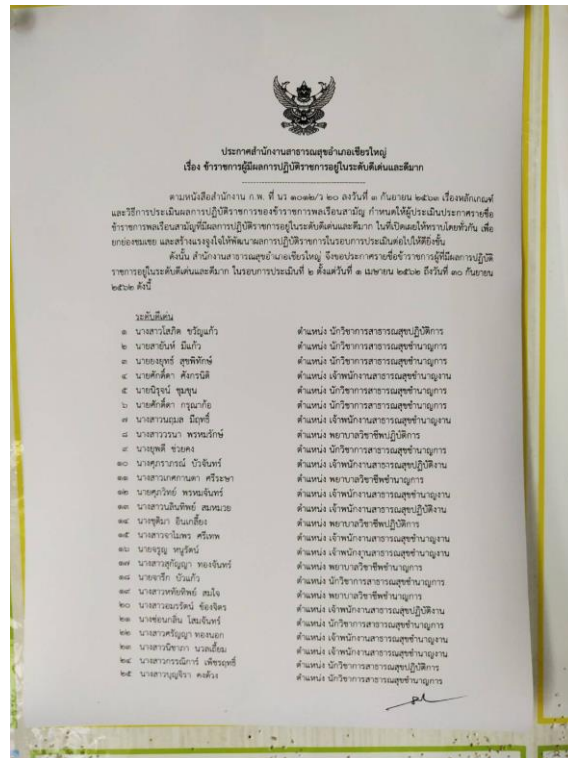 ประกาศสำนักงานสาธารณสุขอำเภอเชียรใหญ่
เรื่อง ข้าราชการผู้มีผลการปฏิบัติราชการอยู่ในระดับดีเด่นและดีมาก
ตามหนังสือสำนักงาน ก.พ. ที่ นร ๑๐๑๒/ว ๒๐ ลงวันที่ ๓ กันยายน ๒๕๖๓ เรื่องหลักเกณฑ์
และวิธีการประเมินผลการปฏิบัติราชการของข้าราชการพลเรือนสามัญ กำหนดให้ผู้ประเมินประกาศรายชื่อ
ข้าราชการพลเรือนสามัญที่มีผลการปฏิบัติราชการอยู่ในระดับดีเด่นและดีมาก ในที่เปิดเผยให้ทราบโดยทั่วกัน เพื่อ
ยกย่องชมเชย และสร้างแรงจูงใจให้พัฒนาผลการปฏิบัติราชการในรอบการประเมินต่อไปให้ดียิ่งขึ้น
ดังนั้น สำนักงานสาธารณสุขอำเภอเชียรใหญ่ จึงขอประกาศรายชื่อข้าราชการผู้ที่มีผลการปฏิบัติ
ราชการอยู่ในระดับดีเด่นและดีมาก ในรอบการประเมินที่ ๒ ตั้งแต่วันที่ ๑ เมษายน ๒๕๖๒ ถึงวันที่ ๓๐ กันยายน
๒๕๖๒ ดังนี้
ระดับดีเด่น
๑ นางสาวโสภิต ขวัญแก้ว ตำแหน่ง นักวิชาการสาธารณสุขปฏิบัติการ
๒ นายสายันห์ มีแก้ว ตำแหน่ง นักวิชาการสาธารณสุขชำนาญการ
๓ นายยงยุทธ์ สุขพิทักษ์ ตำแหน่ง นักวิชาการสาธารณสุขชำนาญการ
๔ นายศักดิ์ดา ศังกรนิติ ตำแหน่ง เจ้าพนักงานสาธารณสุขชำนาญงาน
๕ นายนิรุจน์ ชุมขุน ตำแหน่ง นักวิชาการสาธารณสุขชำนาญการ
๖ นายศักดิ์ดา กรุณากือ ตำแหน่ง นักวิชาการสาธารณสุขชำนาญการ
๗ นางสาวนฤมล มีฤทธิ์ ตำแหน่ง เจ้าพนักงานสาธารณสุขชำนาญงาน
๘ นางสาววรนา พรหมรักษ์ ตำแหน่ง พยาบาลวิชาชีพปฏิบัติการ
๙ นางยุพดี ช่วยคง ตำแหน่ง นักวิชาการสาธารณสุขชำนาญการ
๑๐ นางศุภราภรณ์ บัวจันทร์ ตำแหน่ง เจ้าพนักงานสาธารณสุขปฏิบัติงาน
๑๑ นางสาวเกศกานดา ศรีระษา ตำแหน่ง พยาบาลวิชาชีพชำนาญการ
๑๒ นายศุภวิทย์ พรหมจันทร์ ตำแหน่ง เจ้าพนักงานสาธารณสุขชำนาญงาน
๑๓ นางสาวนลินทิพย์ สมหมวย ตำแหน่ง เจ้าพนักงานสาธารณสุขปฏิบัติงาน
๑๔ นางชุติมา อินเกลี้ยง ตำแหน่ง พยาบาลวิชาชีพปฏิบัติการ
๑๕ นางสาวจาไมพร ศรีเทพ ตำแหน่ง เจ้าพนักงานสาธารณสุขชำนาญงาน
๑๖ นายจรูญ หนูรัตน์ ตำแหน่ง เจ้าพนักงานสาธารณสุขชำนาญงาน
๑๗ นางสาวสุกัญญา ทองจันทร์ ตำแหน่ง พยาบาลวิชาชีพชำนาญการ
๑๘ นายจาริก บัวแก้ว ตำแหน่ง นักวิชาการสาธารณสุขชำนาญการ
๑๙ นางสาวหทัยทิพย์ สมใจ ตำแหน่ง พยาบาลวิชาชีพชำนาญการ
๒๐ นางสาวอมรรัตน์ ช้องจิตร ตำแหน่ง เจ้าพนักงานสาธารณสุขปฏิบัติงาน
๒๑ นางซ่อนกลิ่น โสมจันทร์ ตำแหน่ง นักวิชาการสาธารณสุขชำนาญการ
๒๒ นางสาวศรัญญา ทองนอก ตำแหน่ง เจ้าพนักงานสาธารณสุขชำนาญงาน
๒๓ นางสาวนิชาภา นวลเอี้ยม ตำแหน่ง เจ้าพนักงานสาธารณสุขชำนาญงาน
๒๔ นางสาวกรรณิการ์ เพ็ชรฤทธิ์ ตำแหน่ง นักวิชาการสาธารณสุขปฏิบัติการ
๒๕ นางสาวบุญจิรา คงด้วง ตำแหน่ง นักวิชาการสาธารณสุขชำนาญการ